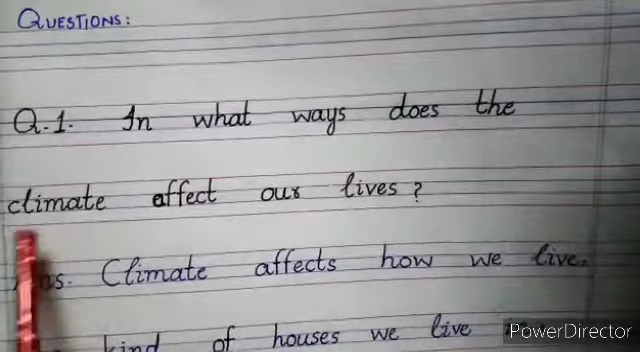 QUESTIONS:
Q.1. In what ways does the
climate affect our lives?
Climate affects how we live.
kind of houses we live
PowerDirector